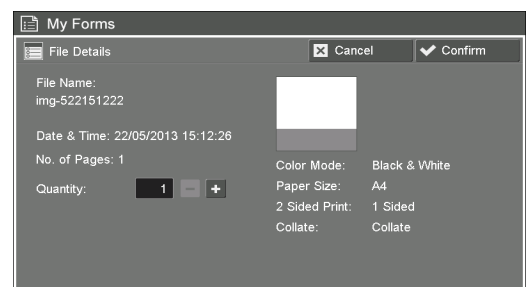 My Forms
File Details
Cancel
Confirm
File Name:
img-522151222
Date & Time: 22/05/2013 15:12:26
No. of Pages: 1
Quantity: 1
Color Mode: Black & White
Paper Size: A4
2 Sided Print: 1 Sided
Collate: Collate